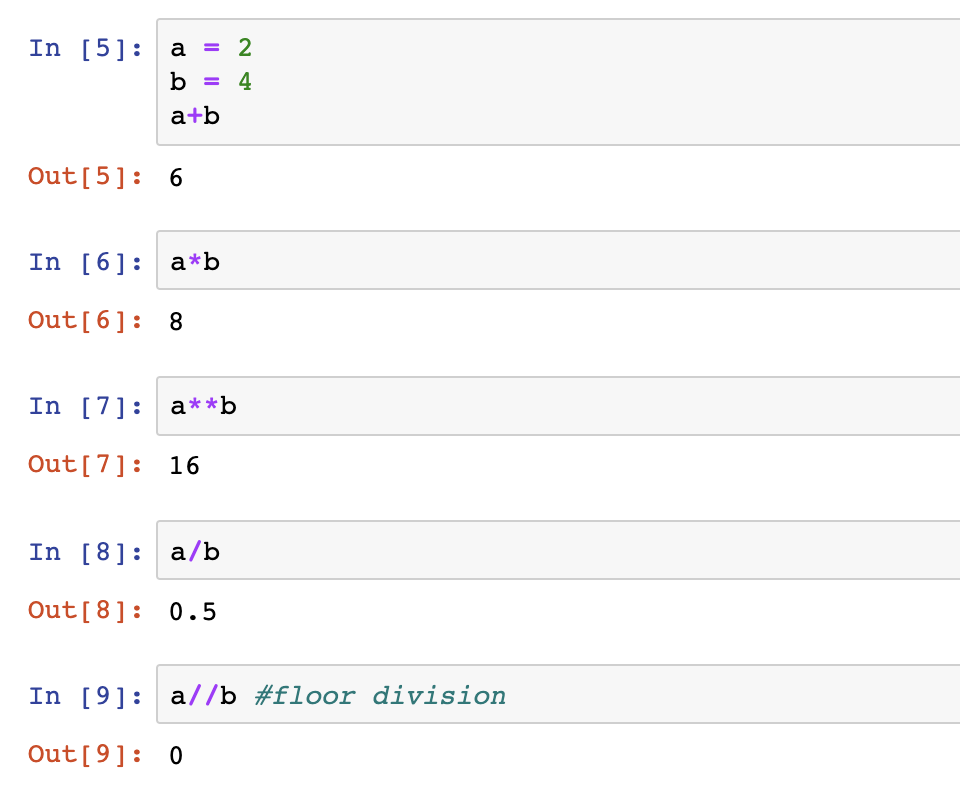 In [5]: a = 2
b = 4
a+b
Out[5]: 6
In [6]: a*b
Out[6]: 8
In [7]: a**b
Out[7]: 16
In [8]: a/b
Out[8]: 0.5
In [9]: a//b #floor division
Out[9]: 0